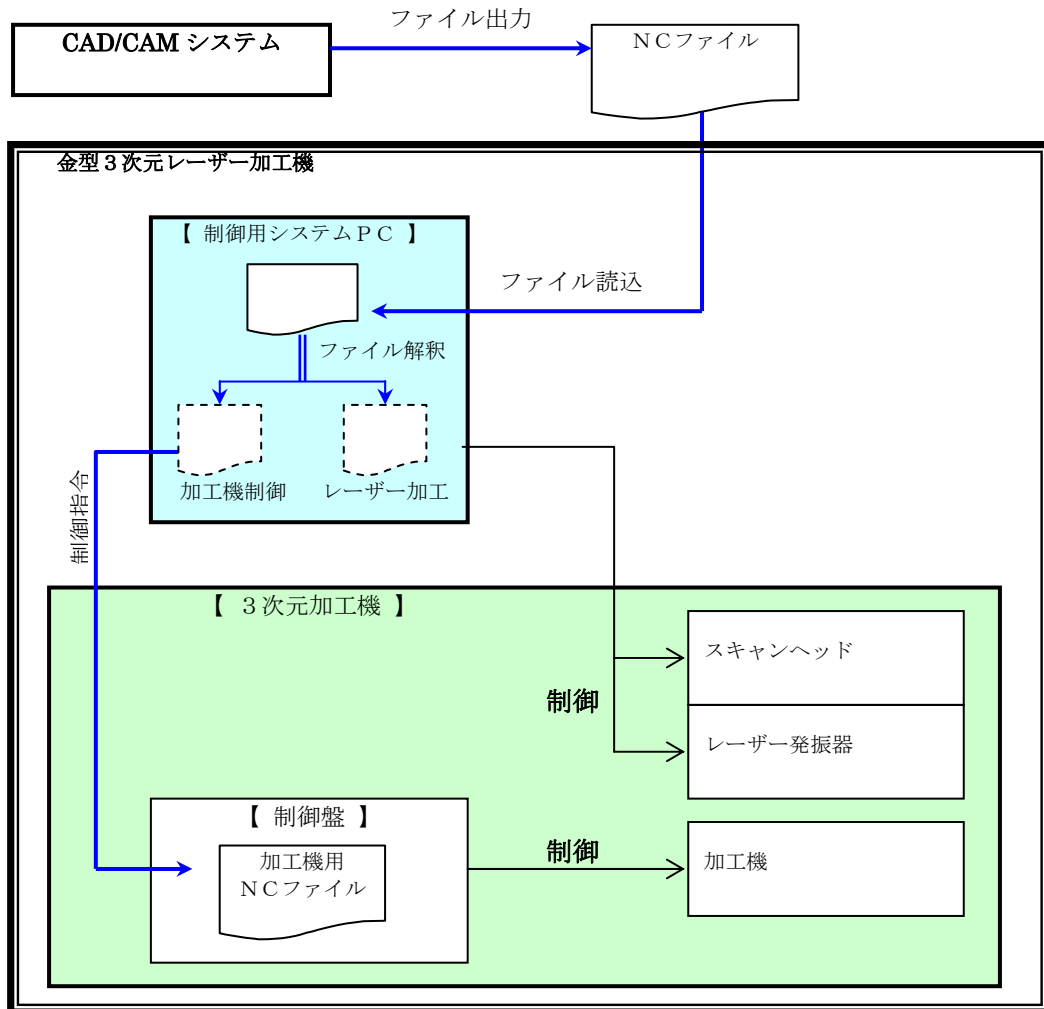 ファイル出力
CAD/CAM システム
ＮＣファイル
金型３次元レーザー加工機
【 制御用システムＰＣ 】
ファイル読込
ファイル解釈
加工機制御
レーザー加工
制御指令
【 ３次元加工機 】
スキャンヘッド
制御
レーザー発振器
【 制御盤 】
加工機用
ＮＣファイル
制御
加工機